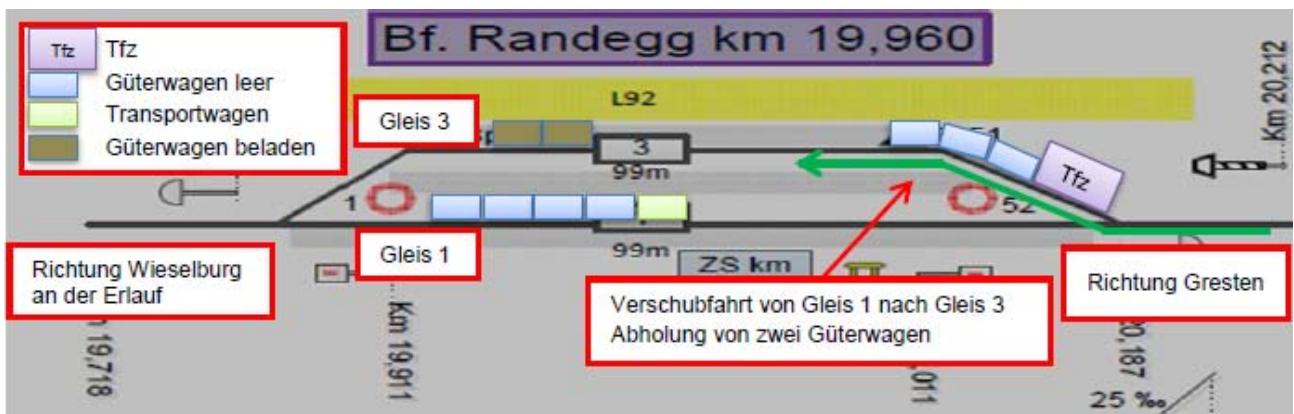 Bf. Randegg km 19,960
Tfz Tfz
Güterwagen leer
Transportwagen
Güterwagen beladen
L92
Km 20,212
Gleis 3
3
99m
Tfz
1
52
Gleis 1
99m
ZS km
Richtung Wieselburg
an der Erlauf
Verschubfahrt von Gleis 1 nach Gleis 3
Abholung von zwei Güterwagen
Richtung Gresten
19,718
Km 19,911
,011
20,187
25 ‰